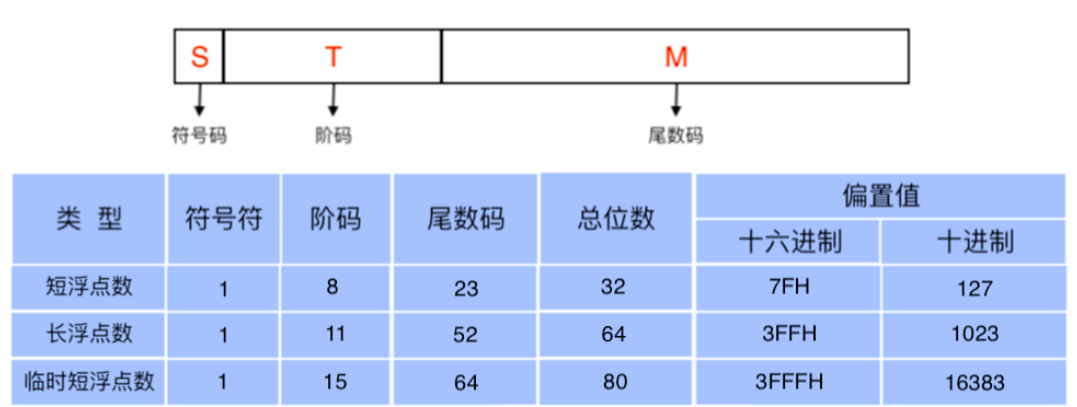 S T M
符号码 阶码 尾数码
类 型 符号符 阶码 尾数码 总位数 偏置值
十六进制 十进制
短浮点数 1 8 23 32 7FH 127
长浮点数 1 11 52 64 3FFH 1023
临时短浮点数 1 15 64 80 3FFFH 16383